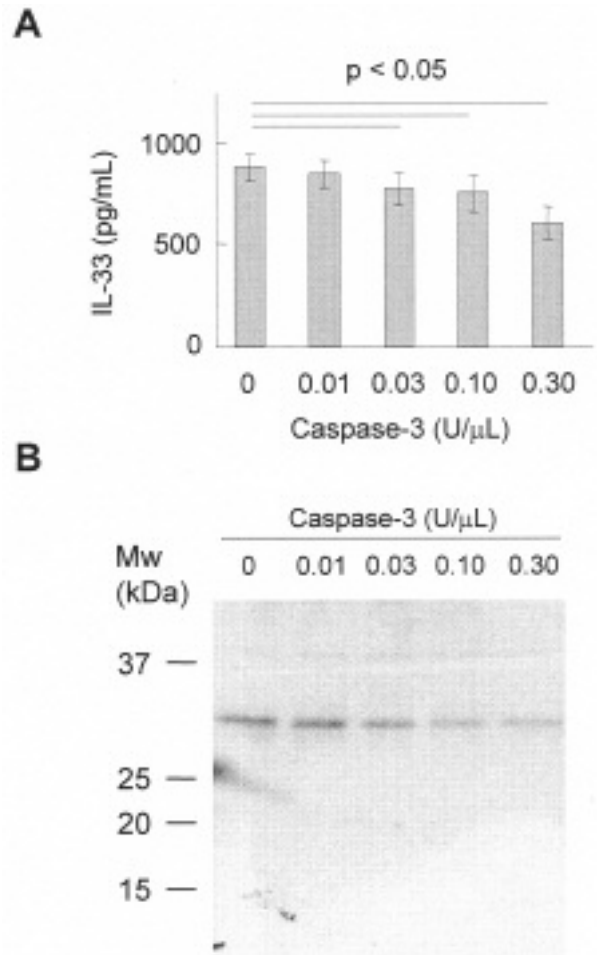 A
p < 0.05
IL-33 (pg/mL)
1000
500
0
0 0.01 0.03 0.10 0.30
Caspase-3 (U/μL)
B
Caspase-3 (U/μL)
Mw
(kDa)
0 0.01 0.03 0.10 0.30
37
25
20
15